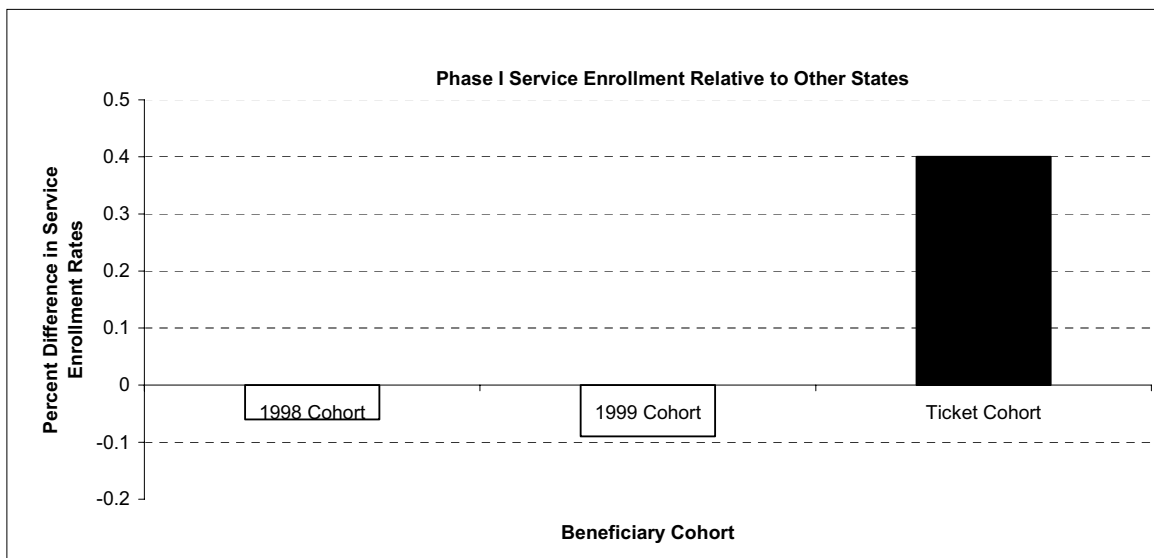 Phase I Service Enrollment Relative to Other States
0.5
0.4
0.3
0.2
0.1
0
-0.1
-0.2
Percent Difference in Service
Enrollment Rates
1998 Cohort
1999 Cohort
Ticket Cohort
Beneficiary Cohort